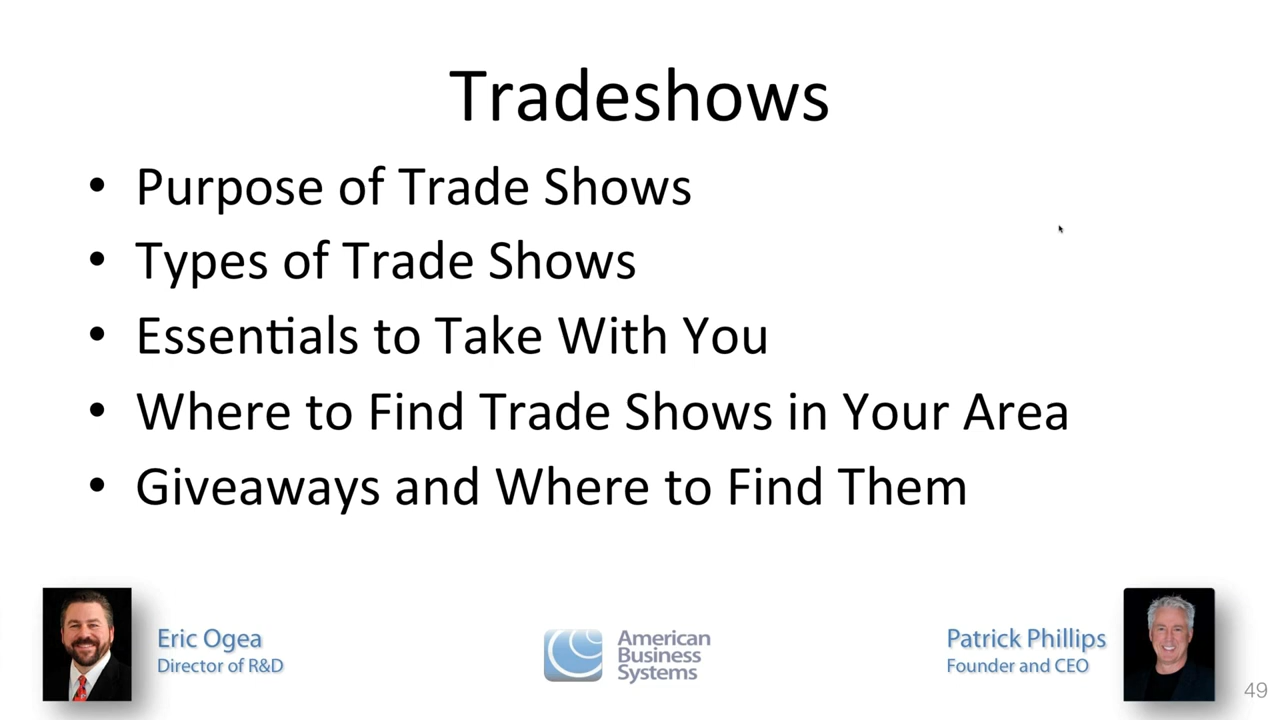 Tradeshows
• Purpose of Trade Shows
• Types of Trade Shows
• Essentials to Take With You
• Where to Find Trade Shows in Your Area
• Giveaways and Where to Find Them
Eric Ogea
Director of R&D
American
Business
Systems
Patrick Phillips
Founder and CEO
49